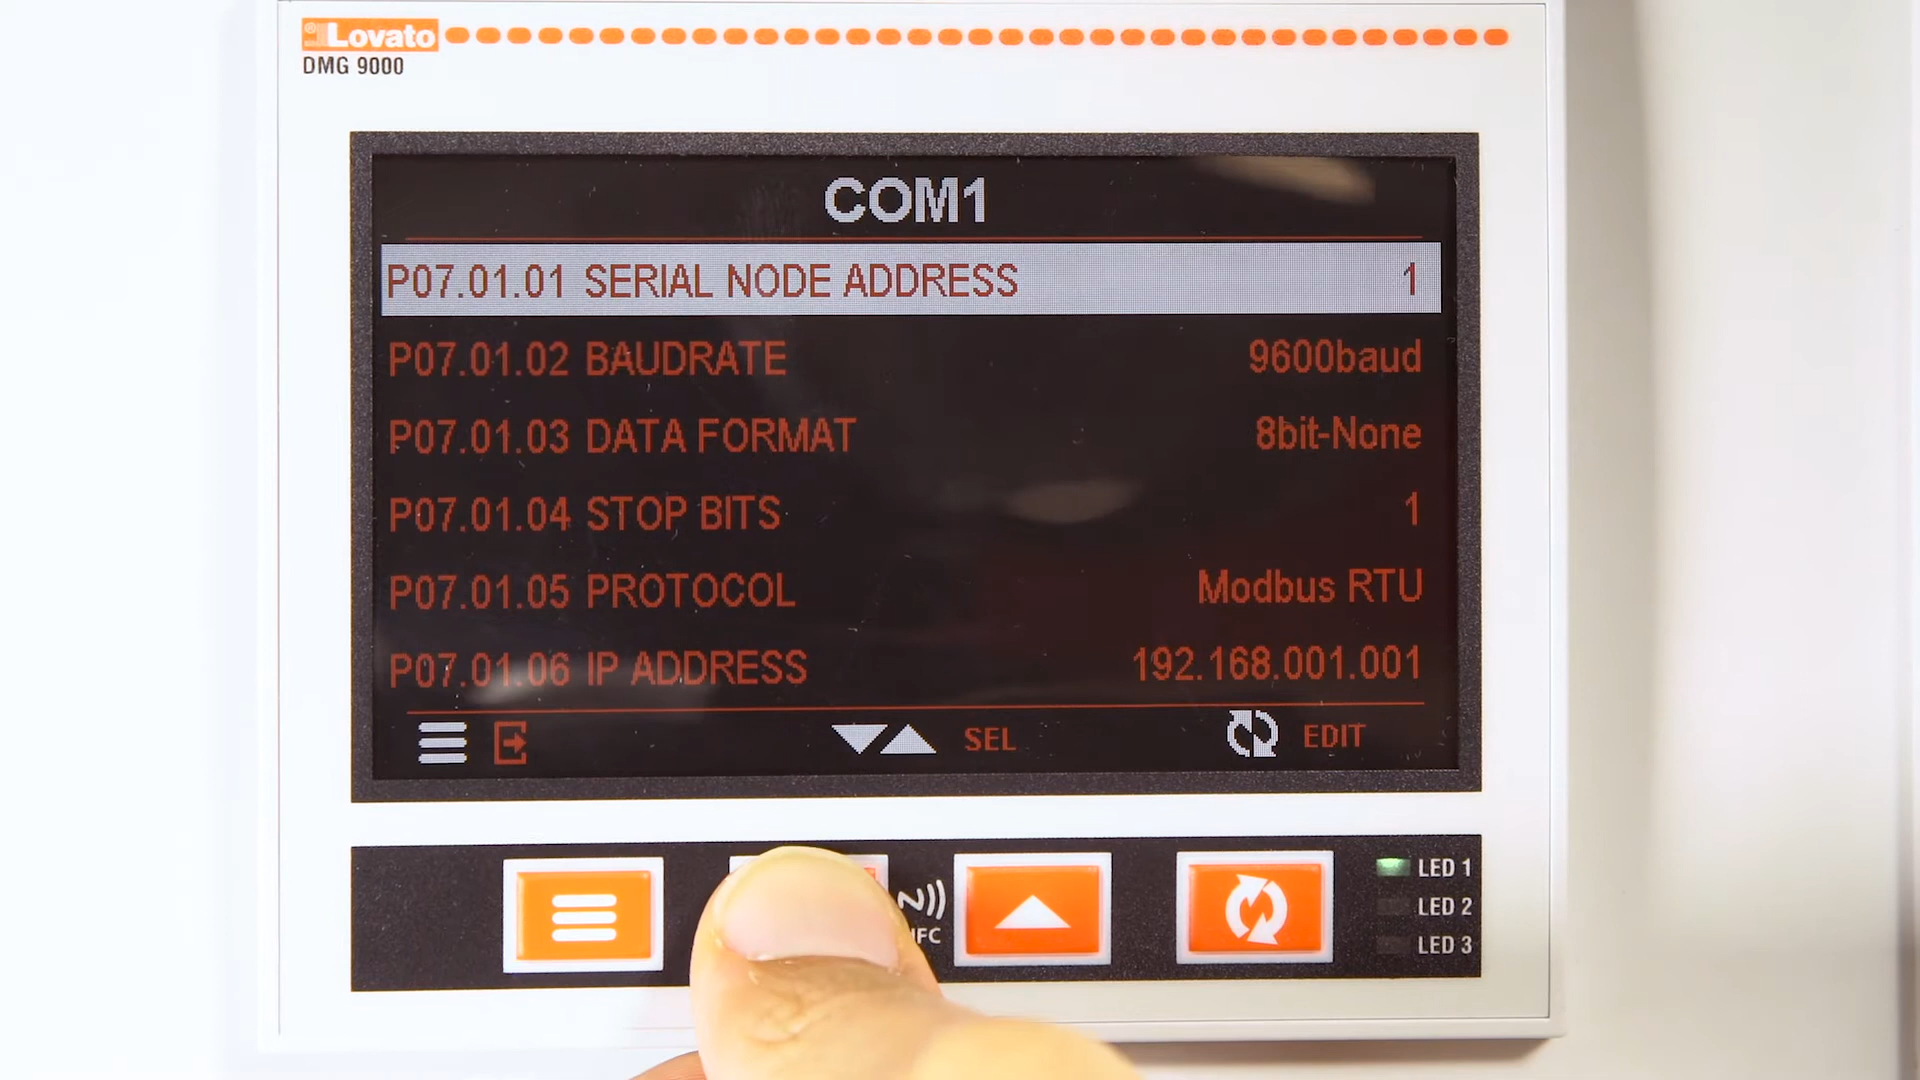 Lovato
DMG 9000
COM1
P07.01.01 SERIAL NODE ADDRESS 1
P07.01.02 BAUDRATE 9600baud
P07.01.03 DATA FORMAT 8bit-None
P07.01.04 STOP BITS 1
P07.01.05 PROTOCOL Modbus RTU
P07.01.06 IP ADDRESS 192.168.001.001
SEL EDIT
LED 1
LED 2
LED 3